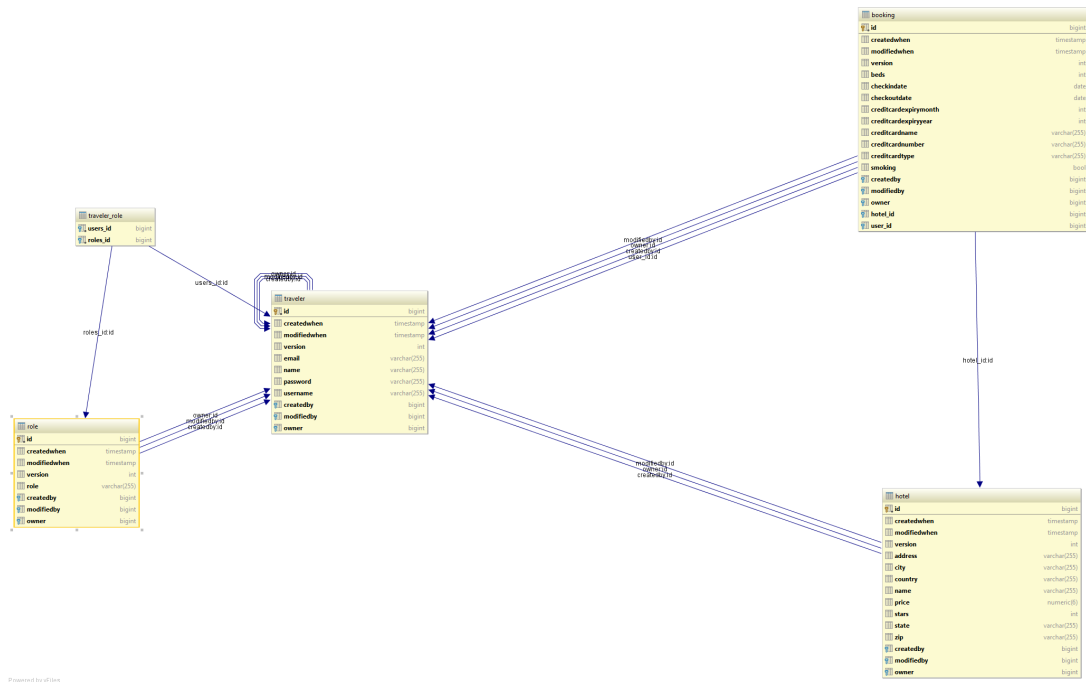 booking
id bigint
createdwhen timestamp
modifiedwhen timestamp
version int
beds int
checkindate date
checkoutdate date
creditcardexpirymonth int
creditcardexpiryyear int
creditcardname varchar(255)
creditcardnumber varchar(255)
creditcardtype varchar(255)
smoking bool
createdby bigint
modifiedby bigint
owner bigint
hotel_id bigint
user_id bigint
traveler_role
users_id bigint
roles_id bigint
modifiedby:id
owner:id
createdby:id
user_id:id
users_id:id
owner:id
createdby:id
traveler
id bigint
createdwhen timestamp
modifiedwhen timestamp
version int
email varchar(255)
name varchar(255)
password varchar(255)
username varchar(255)
createdby bigint
modifiedby bigint
owner bigint
roles_id:id
hotel_id:id
owner:id
modifiedby:id
createdby:id
role
id bigint
createdwhen timestamp
modifiedwhen timestamp
version int
role varchar(255)
createdby bigint
modifiedby bigint
owner bigint
modifiedby:id
owner:id
createdby:id
hotel
id bigint
createdwhen timestamp
modifiedwhen timestamp
version int
address varchar(255)
city varchar(255)
country varchar(255)
name varchar(255)
price numeric(6)
stars int
state varchar(255)
zip varchar(255)
createdby bigint
modifiedby bigint
owner bigint
Powered by yFiles